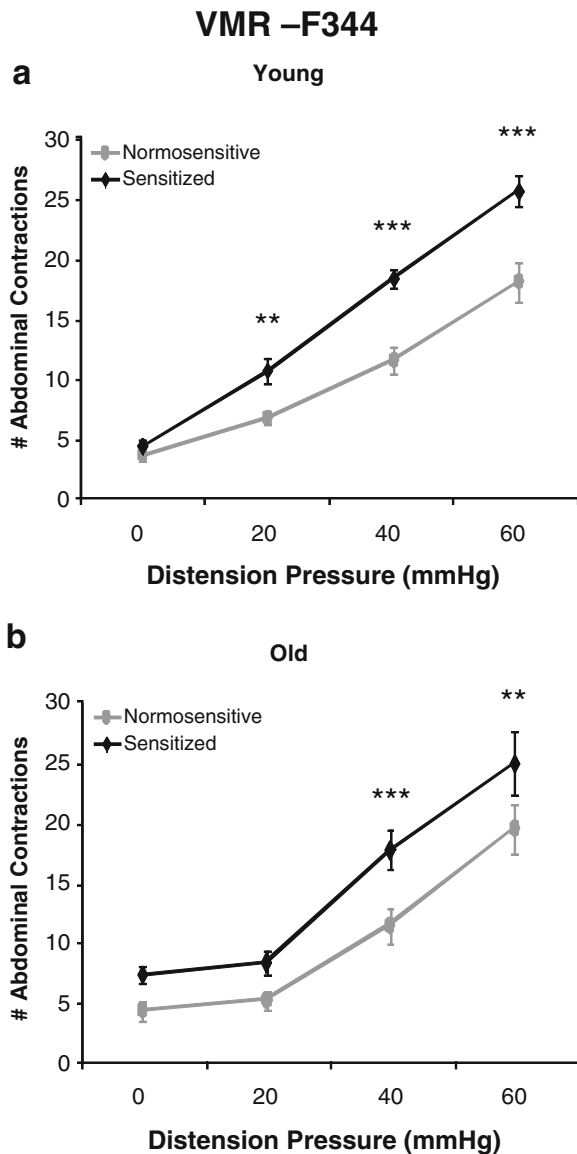 VMR –F344
a
Young
Normosensitive
Sensitized
# Abdominal Contractions
30
25
20
15
10
5
0
**
***
***
0 20 40 60
Distension Pressure (mmHg)
b
Old
Normosensitive
Sensitized
# Abdominal Contractions
30
25
20
15
10
5
0
***
**
0 20 40 60
Distension Pressure (mmHg)